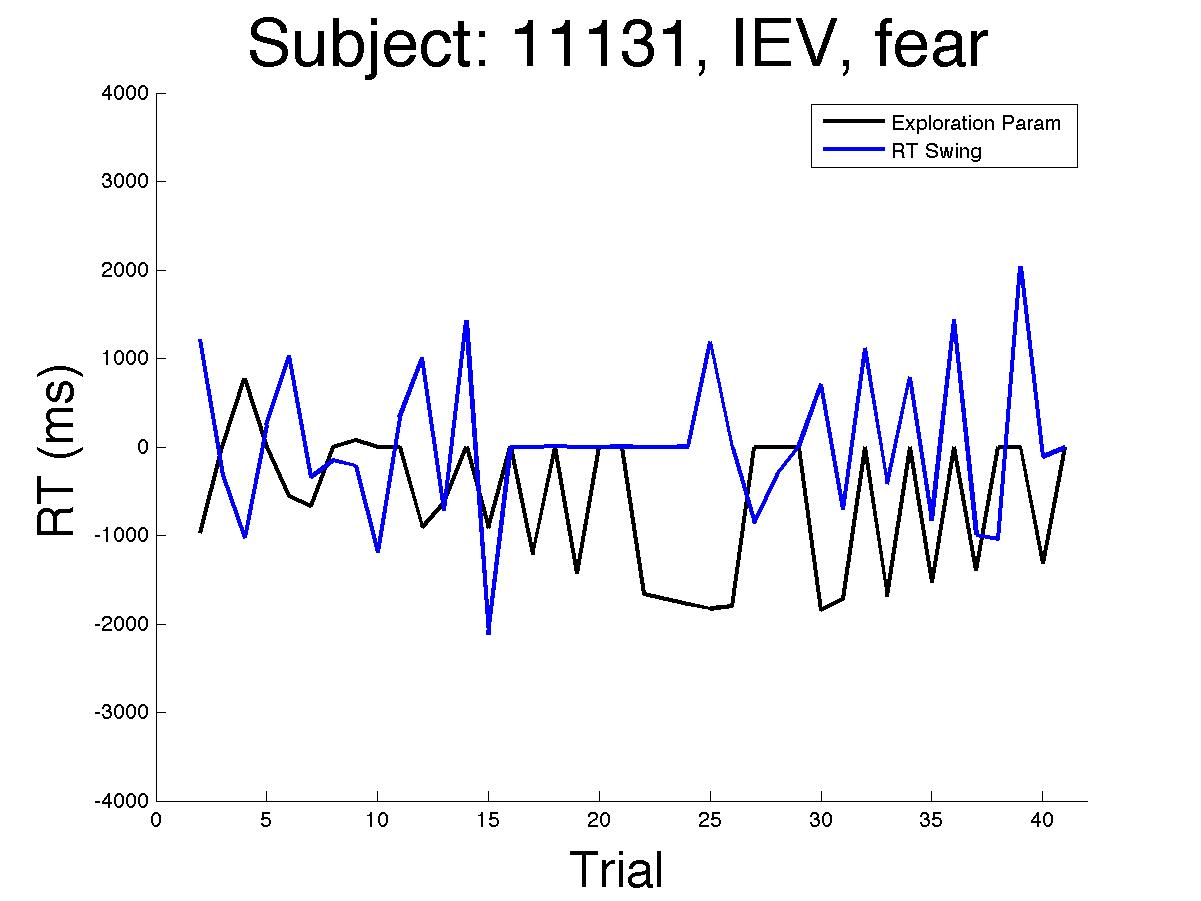 Subject: 11131, IEV, fear
Exploration Param
RT Swing
RT (ms)
4000
3000
2000
1000
0
-1000
-2000
-3000
-4000
0 5 10 15 20 25 30 35 40
Trial